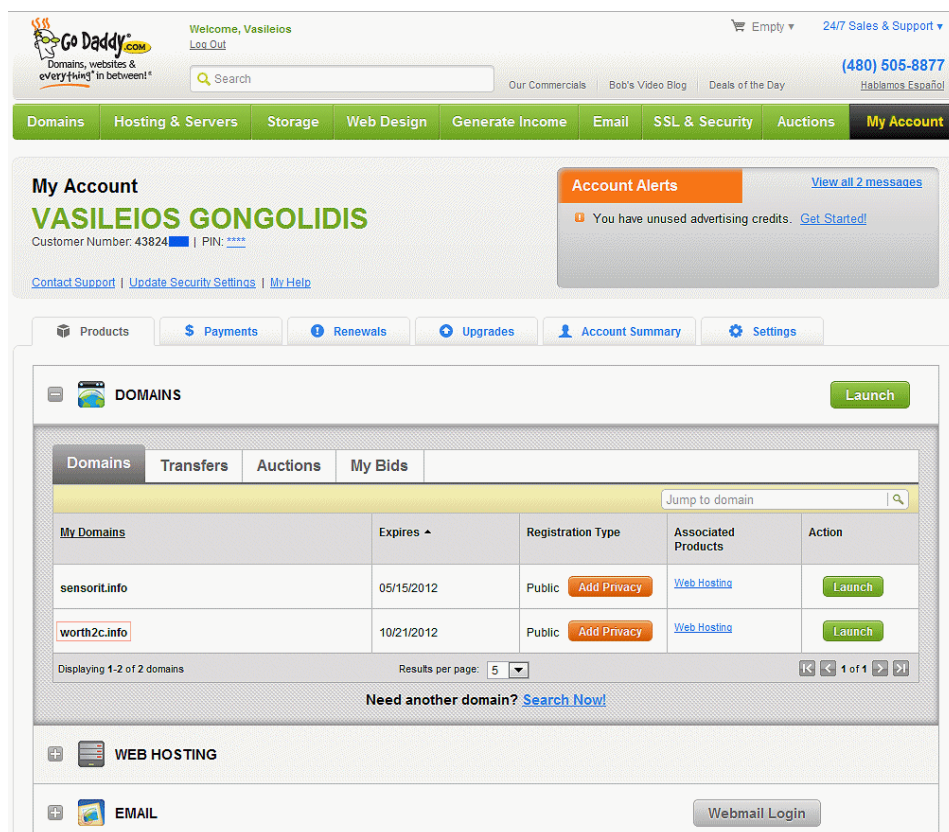 Go Daddy.COM
Domains, websites &
everything* in between!®
Welcome, Vasileios
Log Out
Search
Empty
24/7 Sales & Support
(480) 505-8877
Our Commercials
Bob's Video Blog
Deals of the Day
Hablamos Español
Domains
Hosting & Servers
Storage
Web Design
Generate Income
Email
SSL & Security
Auctions
My Account
My Account
VASILEIOS GONGOLIDIS
Customer Number: 43824 | PIN: ****
Contact Support | Update Security Settings | My Help
Account Alerts
View all 2 messages
You have unused advertising credits. Get Started!
Products
$ Payments
Renewals
Upgrades
Account Summary
Settings
DOMAINS
Launch
Domains
Transfers
Auctions
My Bids
Jump to domain
My Domains
Expires
Registration Type
Associated
Products
Action
sensorit.info
05/15/2012
Public
Add Privacy
Web Hosting
Launch
worth2c.info
10/21/2012
Public
Add Privacy
Web Hosting
Launch
Displaying 1-2 of 2 domains
Results per page: 5
1 of 1
Need another domain? Search Now!
WEB HOSTING
EMAIL
Webmail Login